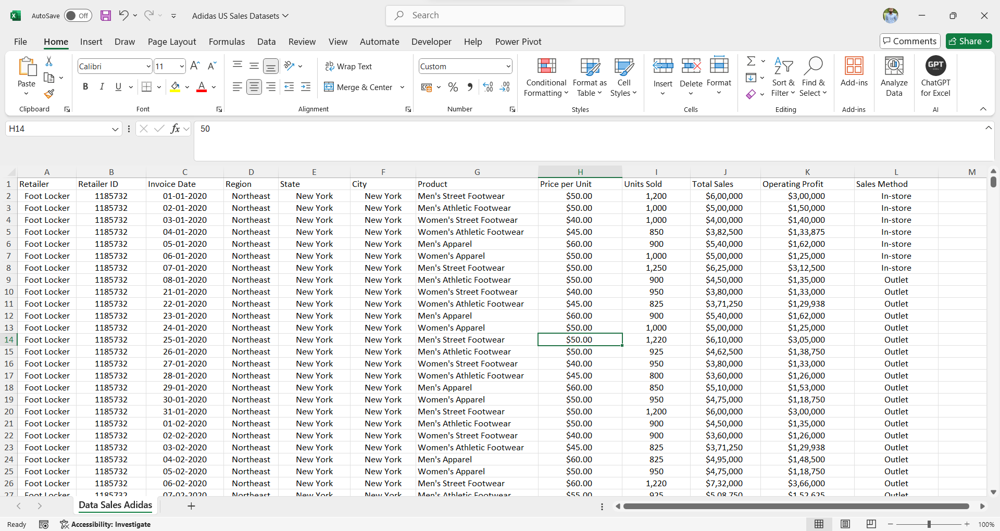 AutoSave Off Adidas US Sales Datasets Search
File Home Insert Draw Page Layout Formulas Data Review View Automate Developer Help Power Pivot Comments Share
Paste Clipboard
Calibri 11 B I U A Font
Wrap Text Merge & Center Alignment
Custom % Number
Conditional Formatting Format as Table Cell Styles Styles
Insert Delete Format Cells
Sort & Filter Find & Select Editing
Add-ins Add-ins
Analyze Data
GPT ChatGPT for Excel AI
H14 fx 50
A B C D E F G H I J K L M
1 Retailer Retailer ID Invoice Date Region State City Product Price per Unit Units Sold Total Sales Operating Profit Sales Method
2 Foot Locker 1185732 01-01-2020 Northeast New York New York Men's Street Footwear $50.00 1,200 $6,00,000 $3,00,000 In-store
3 Foot Locker 1185732 02-01-2020 Northeast New York New York Men's Athletic Footwear $50.00 1,000 $5,00,000 $1,50,000 In-store
4 Foot Locker 1185732 03-01-2020 Northeast New York New York Women's Street Footwear $40.00 1,000 $4,00,000 $1,40,000 In-store
5 Foot Locker 1185732 04-01-2020 Northeast New York New York Women's Athletic Footwear $45.00 850 $3,82,500 $1,33,875 In-store
6 Foot Locker 1185732 05-01-2020 Northeast New York New York Men's Apparel $60.00 900 $5,40,000 $1,62,000 In-store
7 Foot Locker 1185732 06-01-2020 Northeast New York New York Women's Apparel $50.00 1,000 $5,00,000 $1,25,000 In-store
8 Foot Locker 1185732 07-01-2020 Northeast New York New York Men's Street Footwear $50.00 1,250 $6,25,000 $3,12,500 In-store
9 Foot Locker 1185732 08-01-2020 Northeast New York New York Men's Athletic Footwear $50.00 900 $4,50,000 $1,35,000 Outlet
10 Foot Locker 1185732 21-01-2020 Northeast New York New York Women's Street Footwear $40.00 950 $3,80,000 $1,33,000 Outlet
11 Foot Locker 1185732 22-01-2020 Northeast New York New York Women's Athletic Footwear $45.00 825 $3,71,250 $1,29,938 Outlet
12 Foot Locker 1185732 23-01-2020 Northeast New York New York Men's Apparel $60.00 900 $5,40,000 $1,62,000 Outlet
13 Foot Locker 1185732 24-01-2020 Northeast New York New York Women's Apparel $50.00 1,000 $5,00,000 $1,25,000 Outlet
14 Foot Locker 1185732 25-01-2020 Northeast New York New York Men's Street Footwear $50.00 1,220 $6,10,000 $3,05,000 Outlet
15 Foot Locker 1185732 26-01-2020 Northeast New York New York Men's Athletic Footwear $50.00 925 $4,62,500 $1,38,750 Outlet
16 Foot Locker 1185732 27-01-2020 Northeast New York New York Women's Street Footwear $40.00 950 $3,80,000 $1,33,000 Outlet
17 Foot Locker 1185732 28-01-2020 Northeast New York New York Women's Athletic Footwear $45.00 800 $3,60,000 $1,26,000 Outlet
18 Foot Locker 1185732 29-01-2020 Northeast New York New York Men's Apparel $60.00 850 $5,10,000 $1,53,000 Outlet
19 Foot Locker 1185732 30-01-2020 Northeast New York New York Women's Apparel $50.00 950 $4,75,000 $1,18,750 Outlet
20 Foot Locker 1185732 31-01-2020 Northeast New York New York Men's Street Footwear $50.00 1,200 $6,00,000 $3,00,000 Outlet
21 Foot Locker 1185732 01-02-2020 Northeast New York New York Men's Athletic Footwear $50.00 900 $4,50,000 $1,35,000 Outlet
22 Foot Locker 1185732 02-02-2020 Northeast New York New York Women's Street Footwear $40.00 900 $3,60,000 $1,26,000 Outlet
23 Foot Locker 1185732 03-02-2020 Northeast New York New York Women's Athletic Footwear $45.00 825 $3,71,250 $1,29,938 Outlet
24 Foot Locker 1185732 04-02-2020 Northeast New York New York Men's Apparel $60.00 825 $4,95,000 $1,48,500 Outlet
25 Foot Locker 1185732 05-02-2020 Northeast New York New York Women's Apparel $50.00 950 $4,75,000 $1,18,750 Outlet
26 Foot Locker 1185732 06-02-2020 Northeast New York New York Men's Street Footwear $60.00 1,220 $7,32,000 $3,66,000 Outlet
27 Foot Locker 1185732 07-02-2020 Northeast New York New York Men's Athletic Footwear $55.00 925 $5,08,750 $1,52,625 Outlet
Data Sales Adidas
Ready Accessibility: Investigate 100%